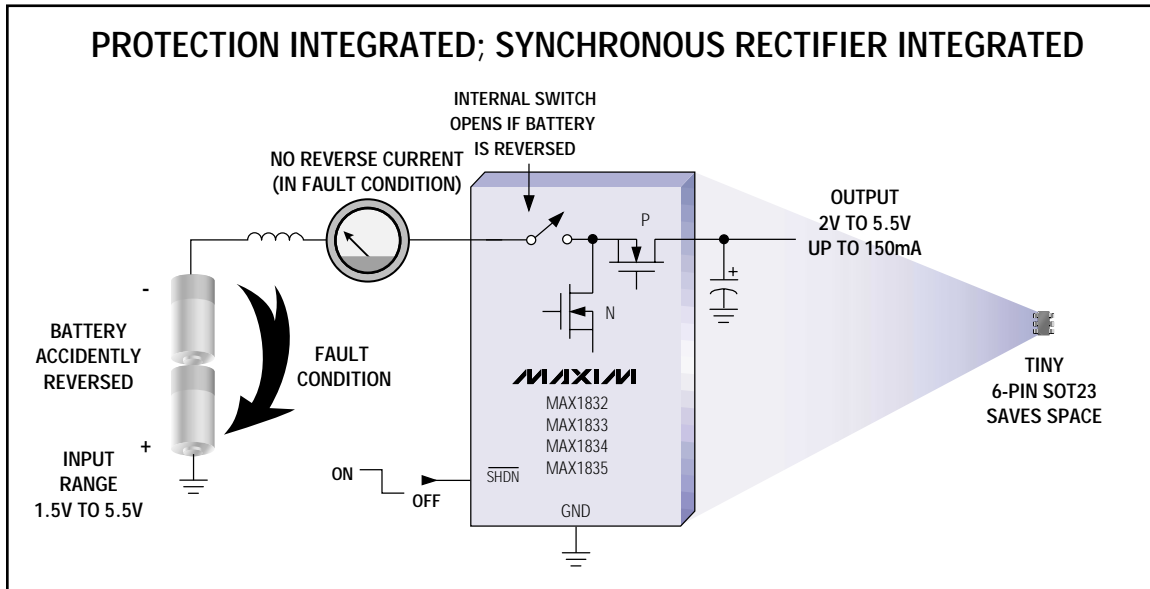 PROTECTION INTEGRATED; SYNCHRONOUS RECTIFIER INTEGRATED
INTERNAL SWITCH
OPENS IF BATTERY
IS REVERSED
NO REVERSE CURRENT
(IN FAULT CONDITION)
P
OUTPUT
2V TO 5.5V
UP TO 150mA
+
-
BATTERY
ACCIDENTLY
REVERSED
FAULT
CONDITION
N
MAXIM
MAX1832
MAX1833
MAX1834
MAX1835
TINY
6-PIN SOT23
SAVES SPACE
+
INPUT
RANGE
1.5V TO 5.5V
ON
OFF
SHDN
GND